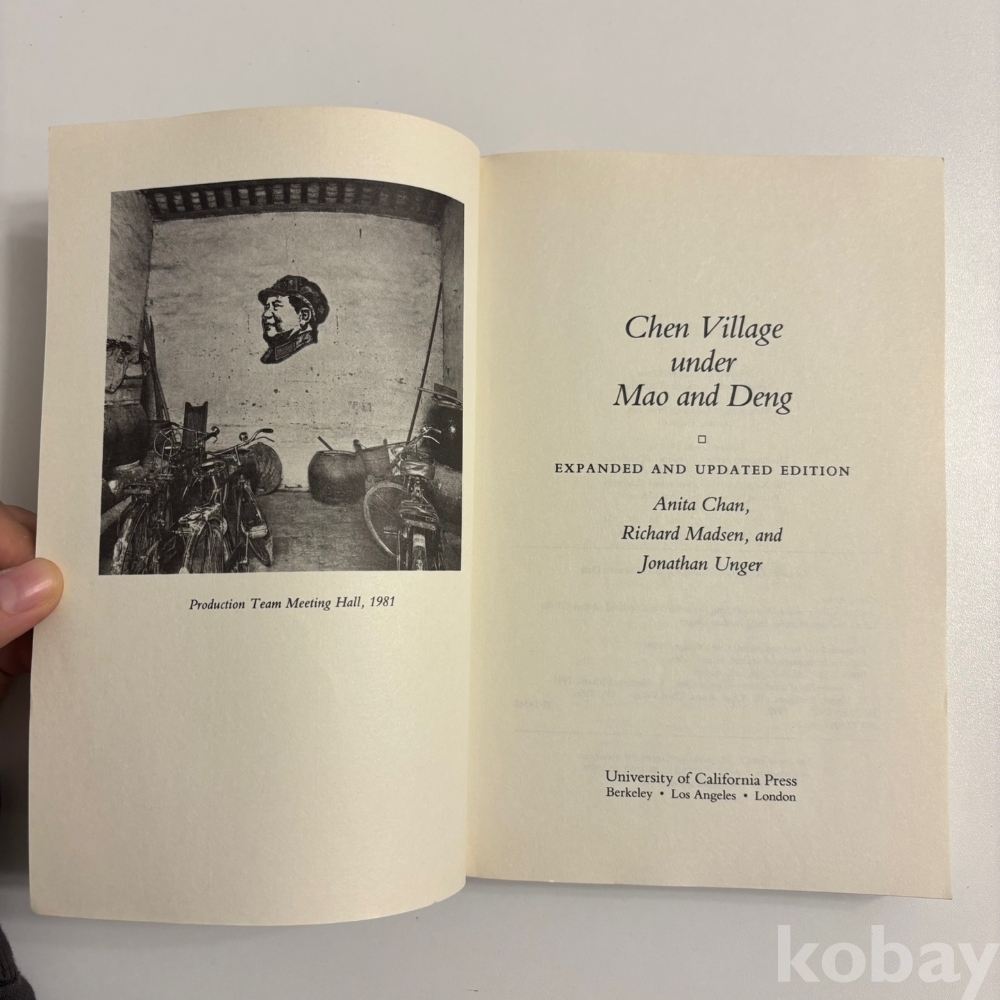 Production Team Meeting Hall, 1981
Chen Village
under
Mao and Deng
EXPANDED AND UPDATED EDITION
Anita Chan,
Richard Madsen, and
Jonathan Unger
University of California Press
Berkeley • Los Angeles • London
kobay